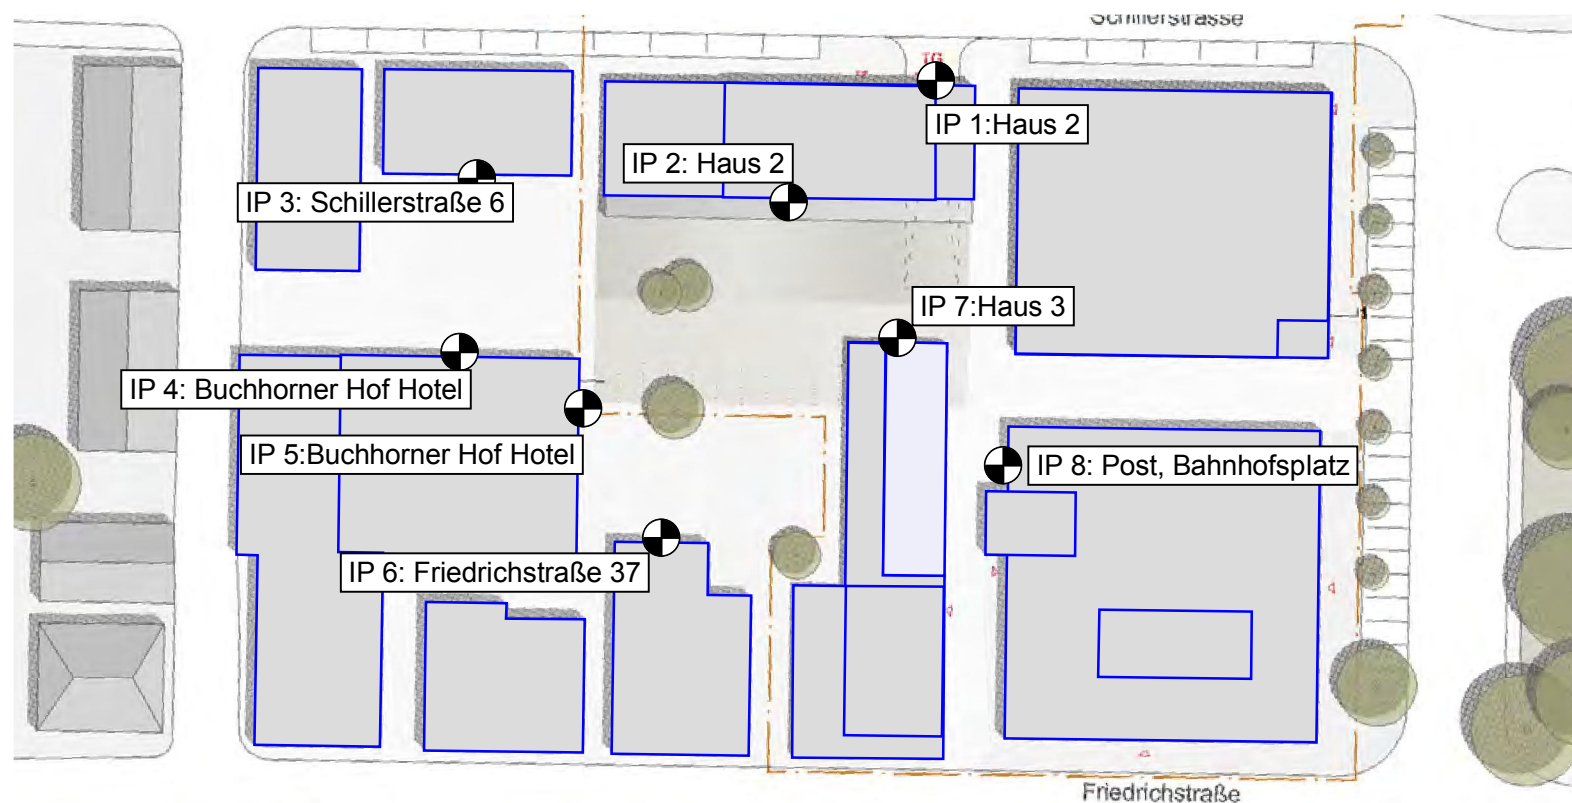 Schillerstrasse
TG
IP 1:Haus 2
IP 2: Haus 2
IP 3: Schillerstraße 6
IP 7:Haus 3
IP 4: Buchhorner Hof Hotel
IP 5:Buchhorner Hof Hotel
IP 8: Post, Bahnhofsplatz
IP 6: Friedrichstraße 37
Friedrichstraße